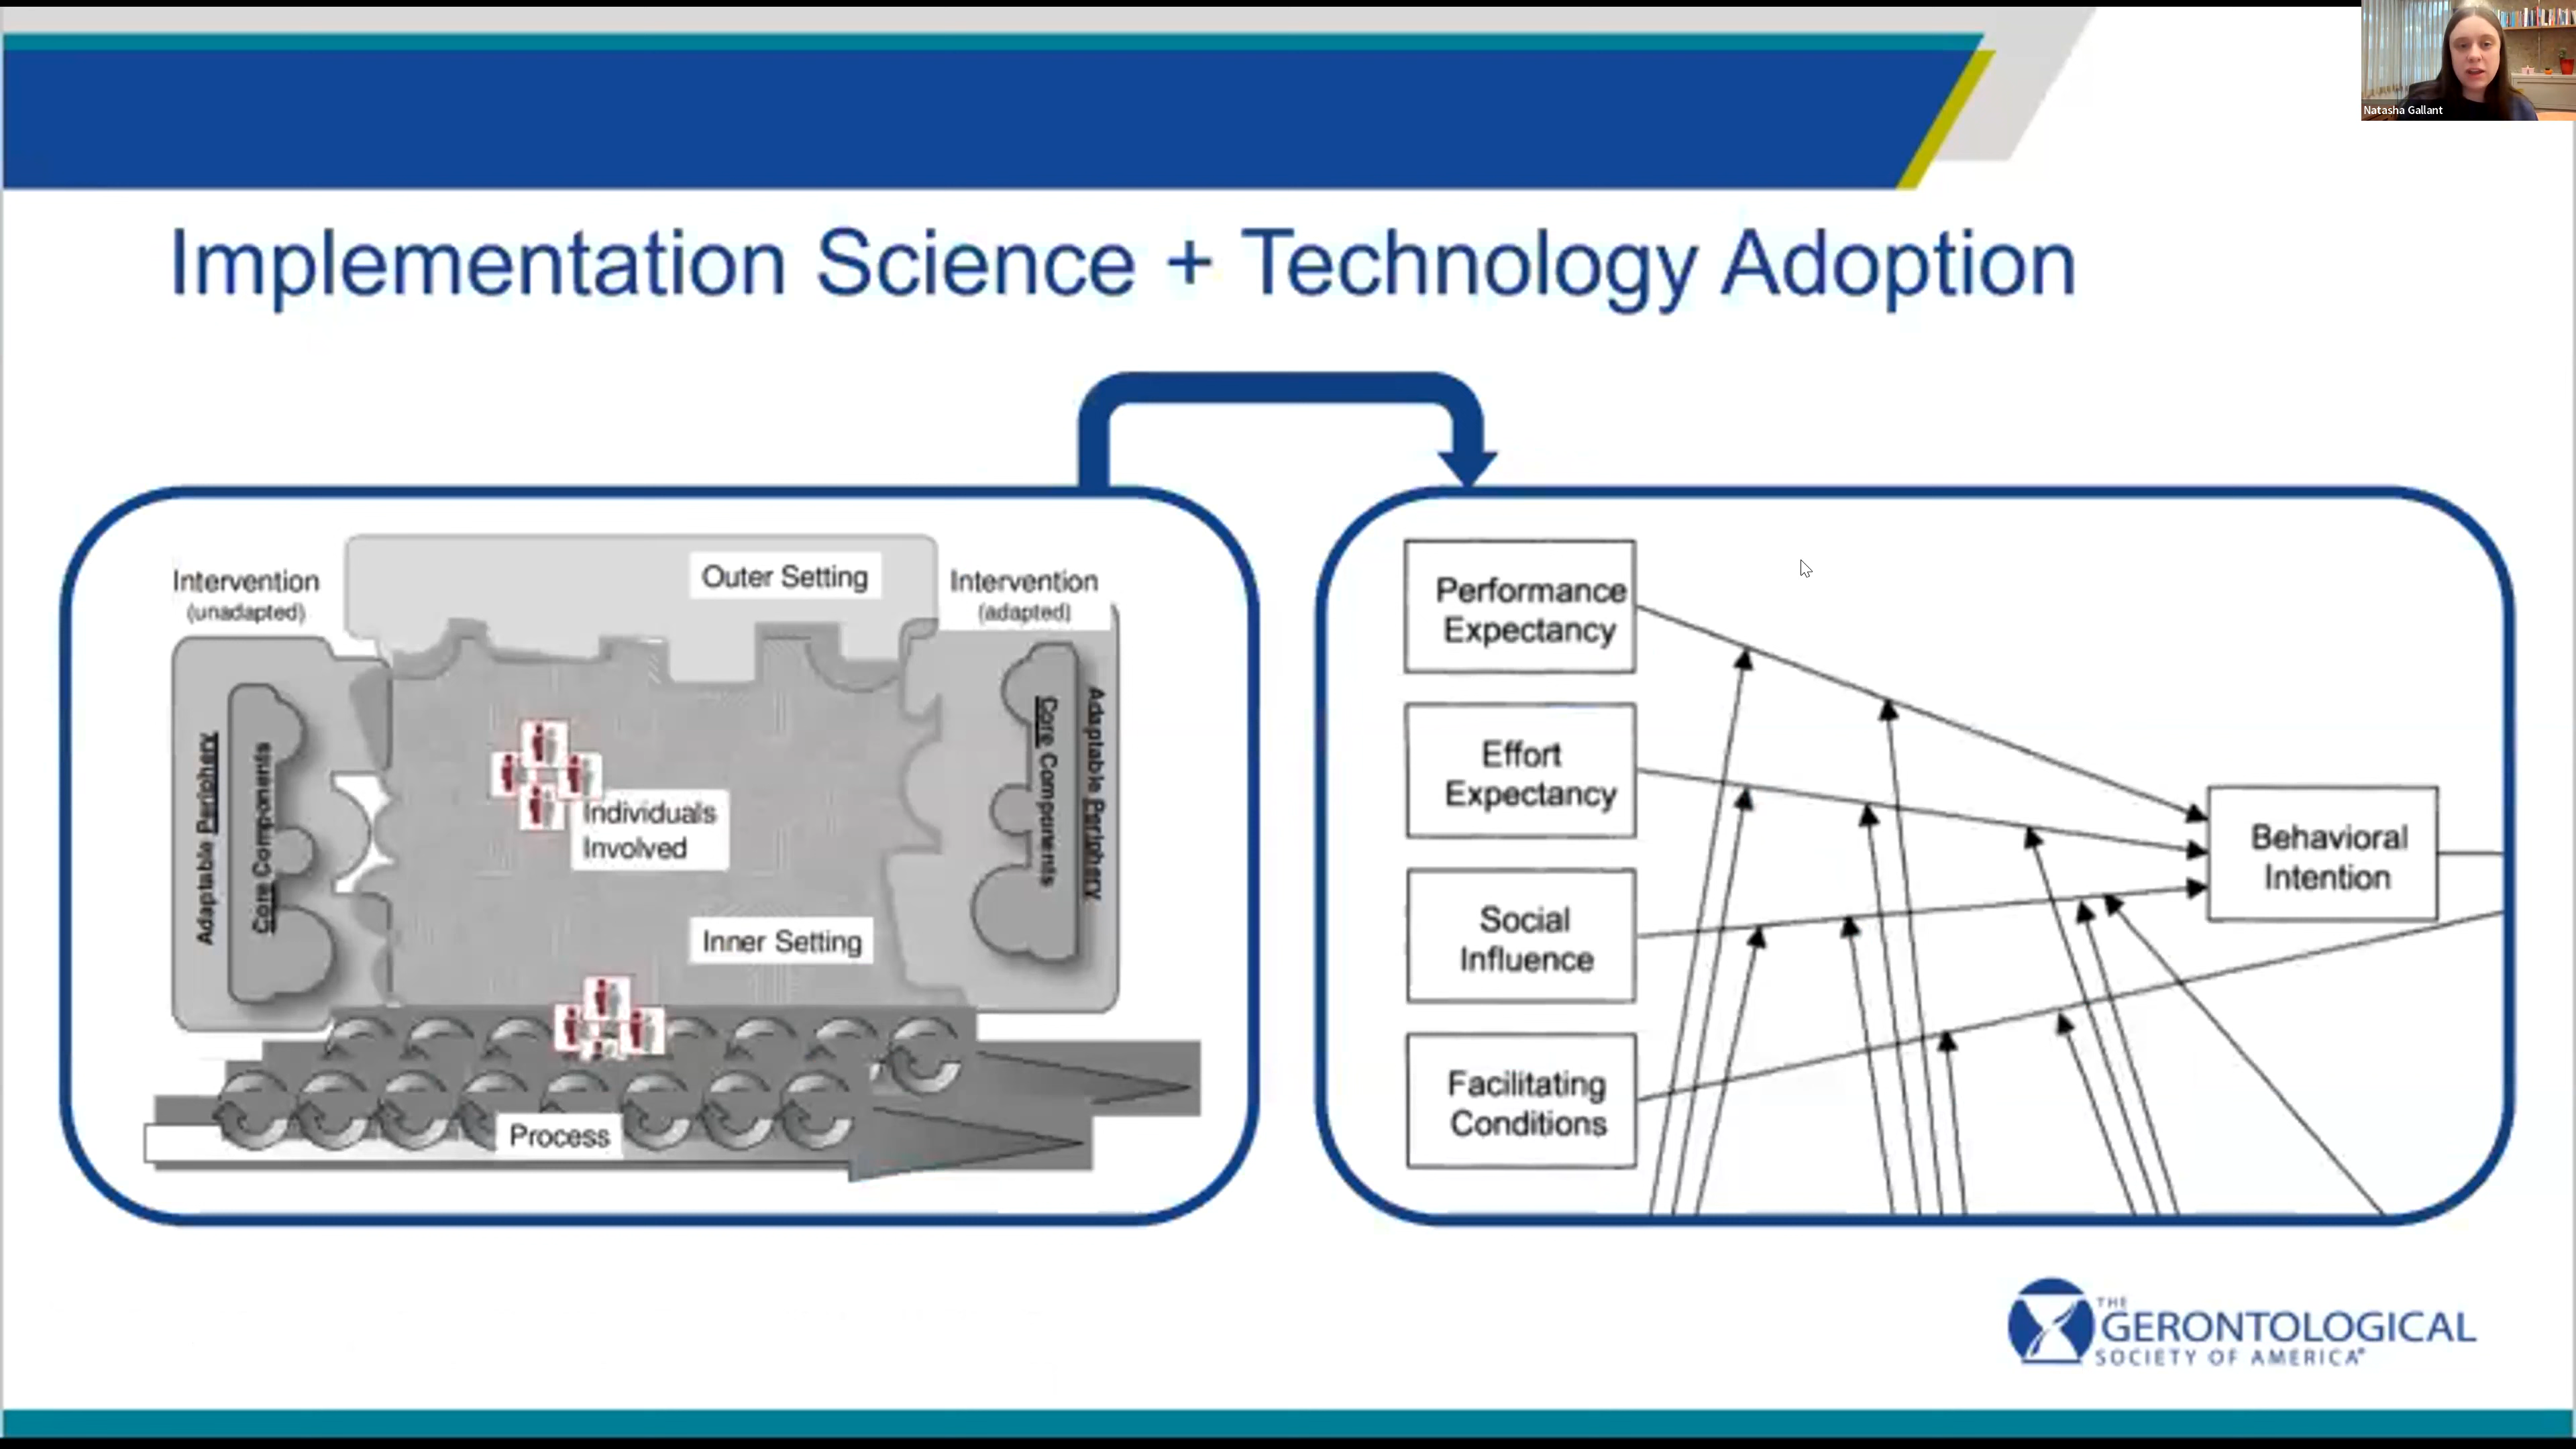 Natasha Gallant
Implementation Science + Technology Adoption
Intervention
(unadapted)
Outer Setting
Intervention
(adapted)
Adaptable Periphery
Core Components
Individuals
Involved
Inner Setting
Core Components
Adaptable Periphery
Process
Performance
Expectancy
Effort
Expectancy
Social
Influence
Facilitating
Conditions
Behavioral
Intention
THE
GERONTOLOGICAL
SOCIETY OF AMERICA®